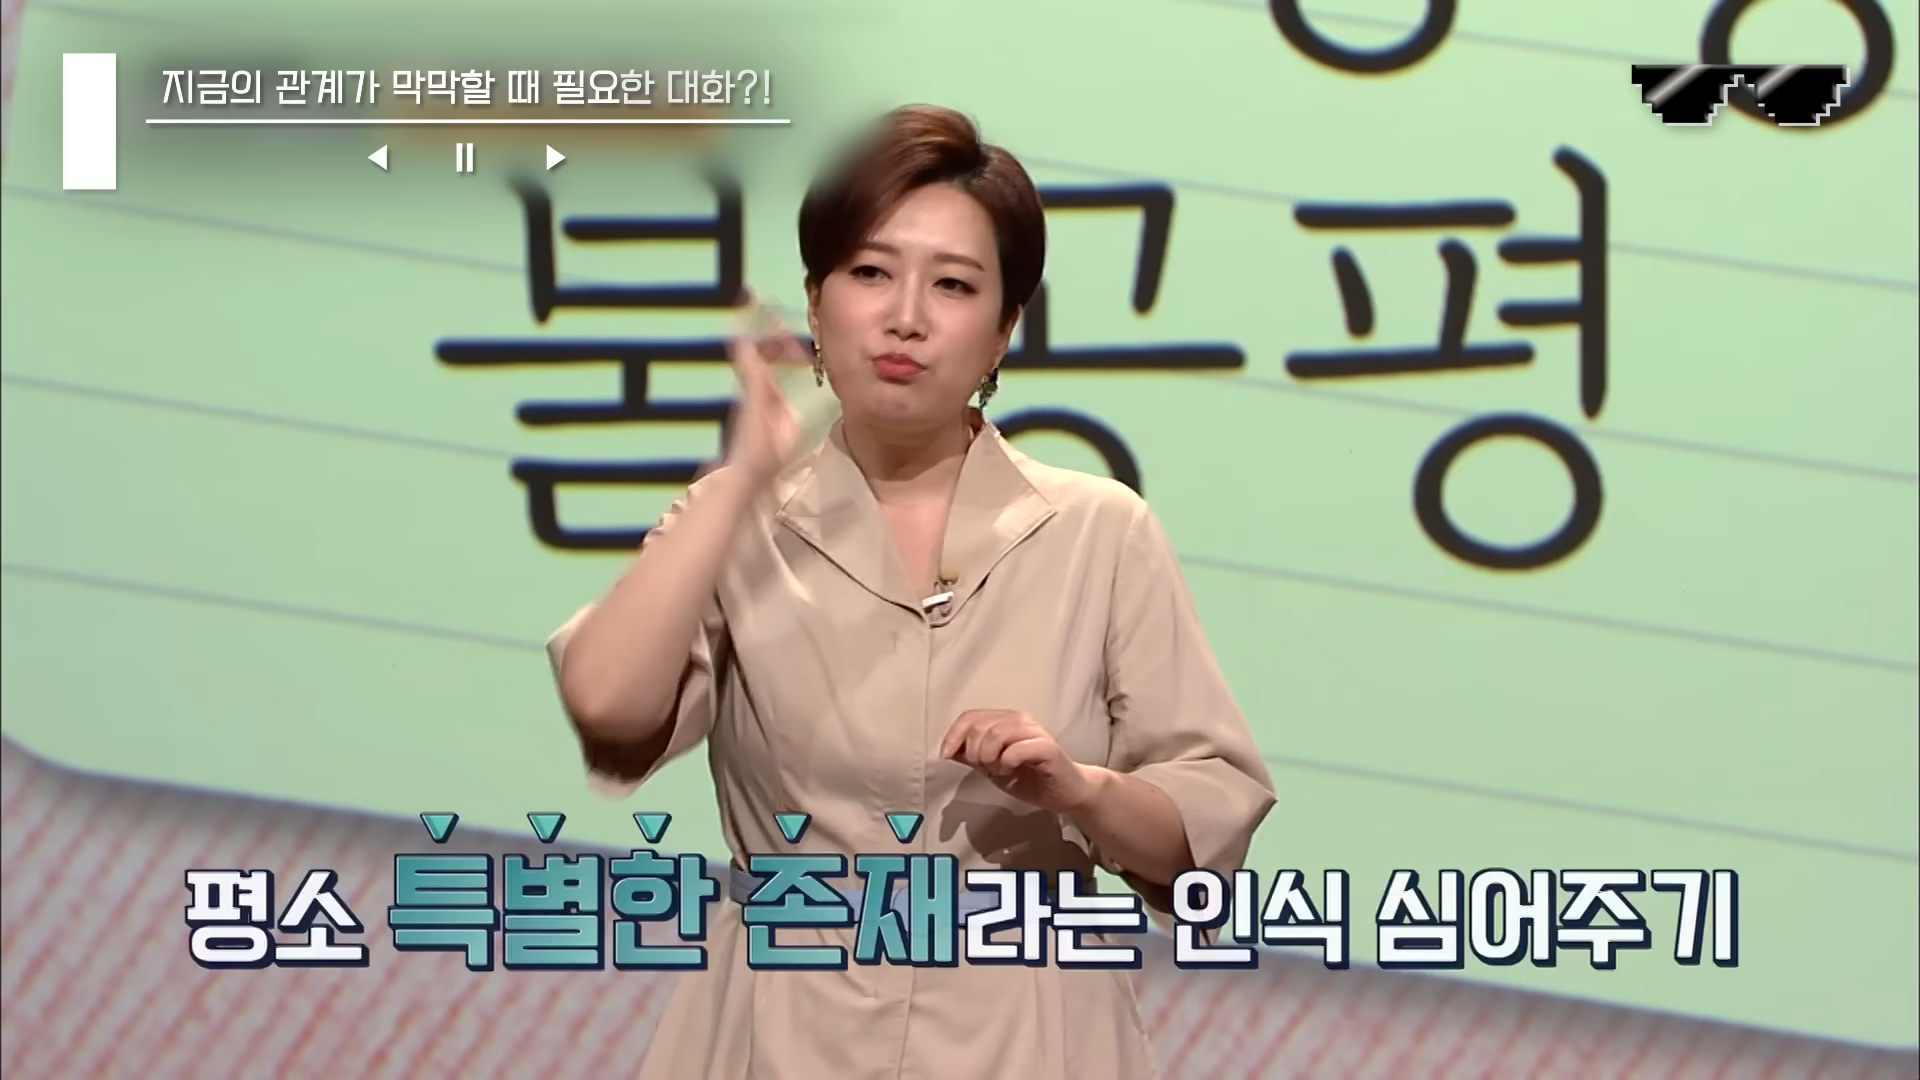 지금의 관계가 막막할 때 필요한 대화?!
불공평
평소 특별한 존재라는 인식 심어주기